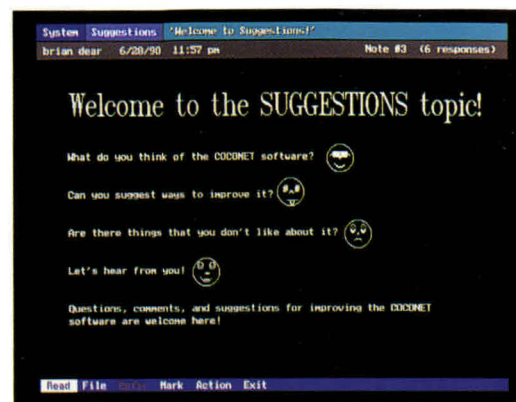 System Suggestions 'Welcome to Suggestions!'
brian dear 6/20/90 11:57 pm Note #3 (6 responses)
Welcome to the SUGGESTIONS topic!
What do you think of the COCONET software?
Can you suggest ways to improve it?
Are there things that you don't like about it?
Let's hear from you!
Questions, comments, and suggestions for improving the COCONET
software are welcome here!
Read File Mark Action Exit